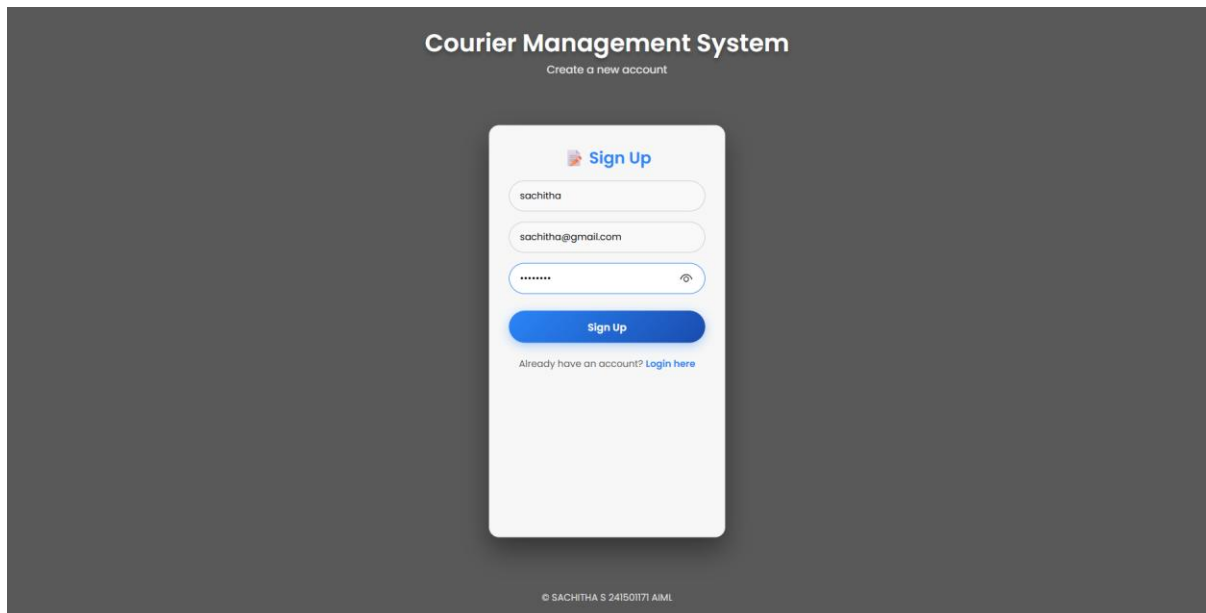 Courier Management System
Create a new account
Sign Up
sachitha
sachitha@gmail.com
••••••••
Sign Up
Already have an account? Login here
© SACHITHA S 241501171 AIML